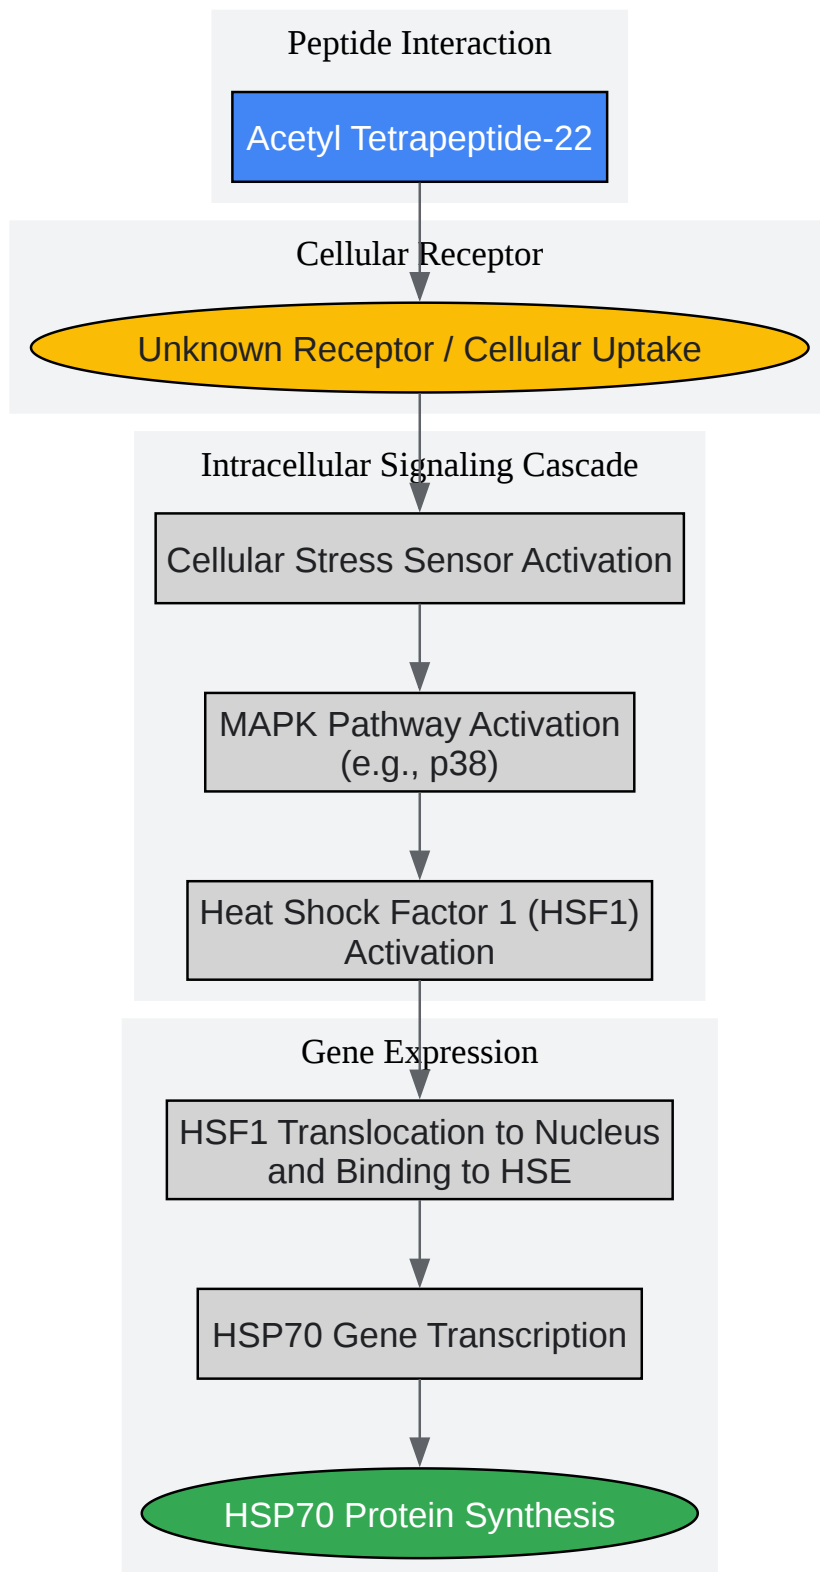 Peptide Interaction
Acetyl Tetrapeptide-22
Cellular Receptor
Unknown Receptor / Cellular Uptake
Intracellular Signaling Cascade
Cellular Stress Sensor Activation
MAPK Pathway Activation
(e.g., p38)
Heat Shock Factor 1 (HSF1)
Activation
Gene Expression
HSF1 Translocation to Nucleus
and Binding to HSE
HSP70 Gene Transcription
HSP70 Protein Synthesis